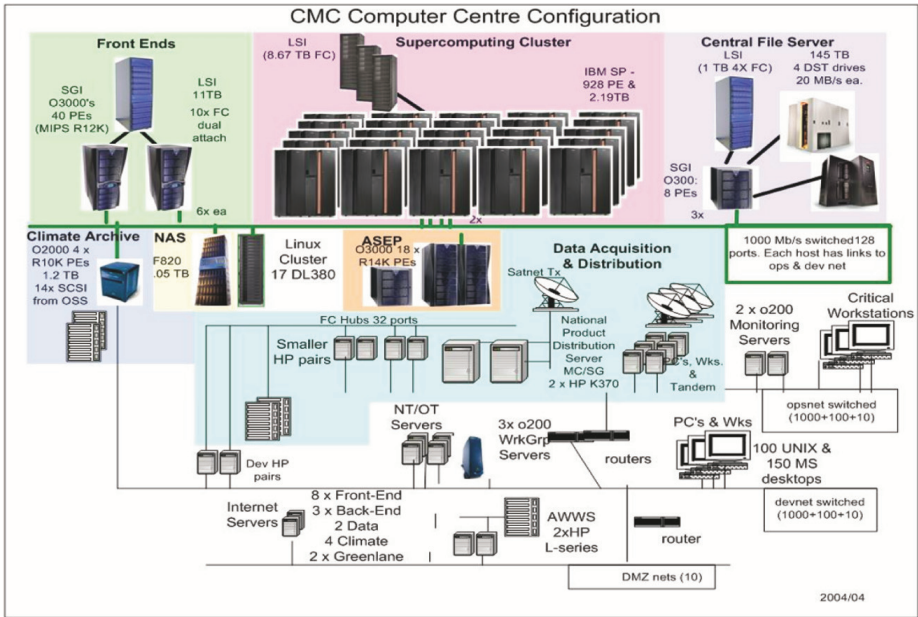 CMC Computer Centre Configuration
Front Ends
SGI
O3000's
40 PEs
(MIPS R12K)
LSI
11TB
10x FC
dual
attach
6x ea
Supercomputing Cluster
LSI
(8.67 TB FC)
IBM SP -
928 PE &
2.19TB
2x
Central File Server
LSI
(1 TB 4X FC)
145 TB
4 DST drives
20 MB/s ea.
SGI
O300:
8 PEs
3x
Climate Archive
O2000 4 x
R10K PEs
1.2 TB
14x SCSI
from OSS
NAS
F820
.05 TB
Linux
Cluster
17 DL380
ASEP
O3000 18 x
R14K PEs
Data Acquisition
& Distribution
Satnet Tx
1000 Mb/s switched128
ports. Each host has links to
ops & dev net
FC Hubs 32 ports
Smaller
HP pairs
National
Product
Distribution
Server
MC/SG
2 x HP K370
PC's, Wks.
&
Tandem
2 x o200
Monitoring
Servers
Critical
Workstations
opsnet switched
(1000+100+10)
Dev HP
pairs
NT/OT
Servers
3x o200
WrkGrp
Servers
routers
PC's & Wks
100 UNIX &
150 MS
desktops
devnet switched
(1000+100+10)
Internet
Servers
8 x Front-End
3 x Back-End
2 Data
4 Climate
2 x Greenlane
AWWS
2xHP
L-series
router
DMZ nets (10)
2004/04